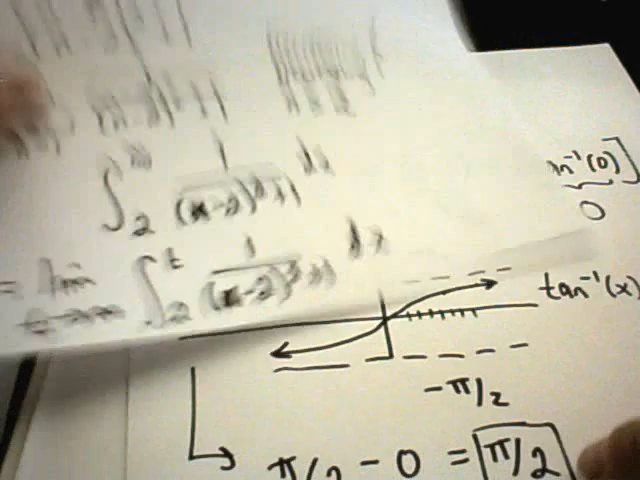 ∫₂^∞ 1/((x-2)²+1) dx
= lim t→∞ ∫₂^t 1/((x-2)²+1) dx
n⁻¹(0)]
0
tan⁻¹(x)
-π/2
π/2 - 0 = π/2